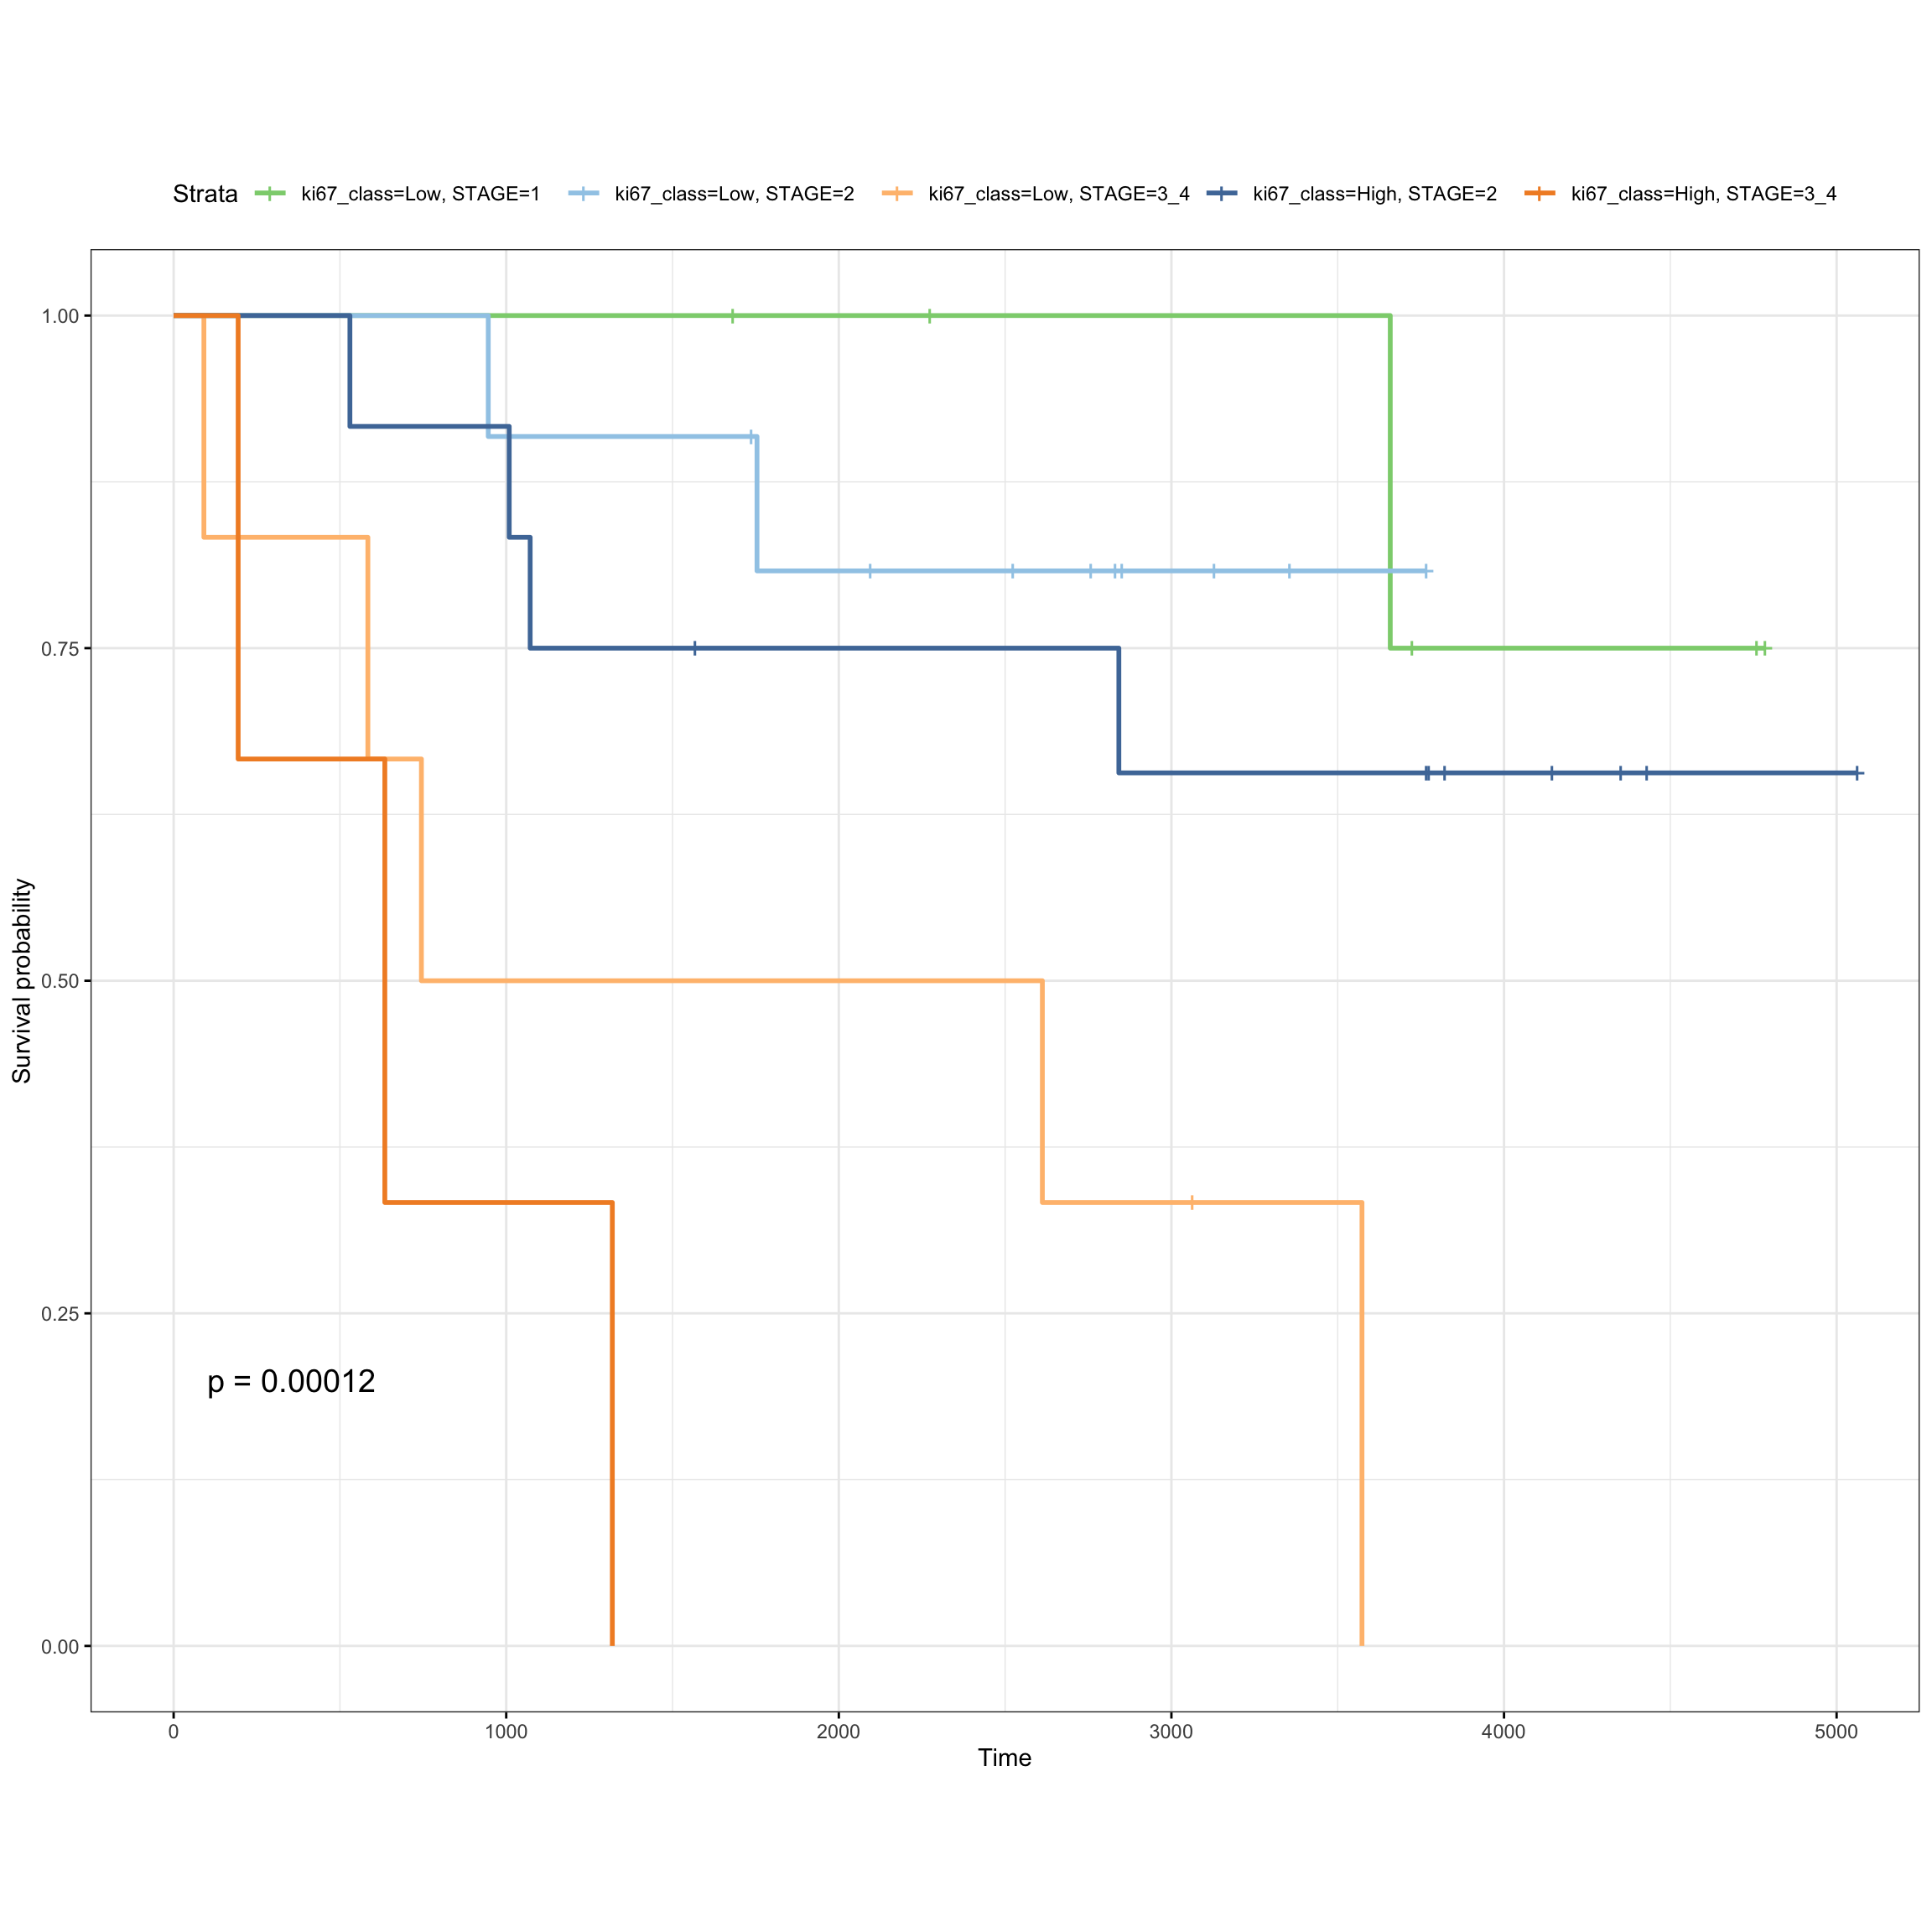 Strata ki67_class=Low, STAGE=1 ki67_class=Low, STAGE=2 ki67_class=Low, STAGE=3_4 ki67_class=High, STAGE=2 ki67_class=High, STAGE=3_4
1.00
0.75
0.50
0.25
0.00
Survival probability
p = 0.00012
0 1000 2000 3000 4000 5000
Time